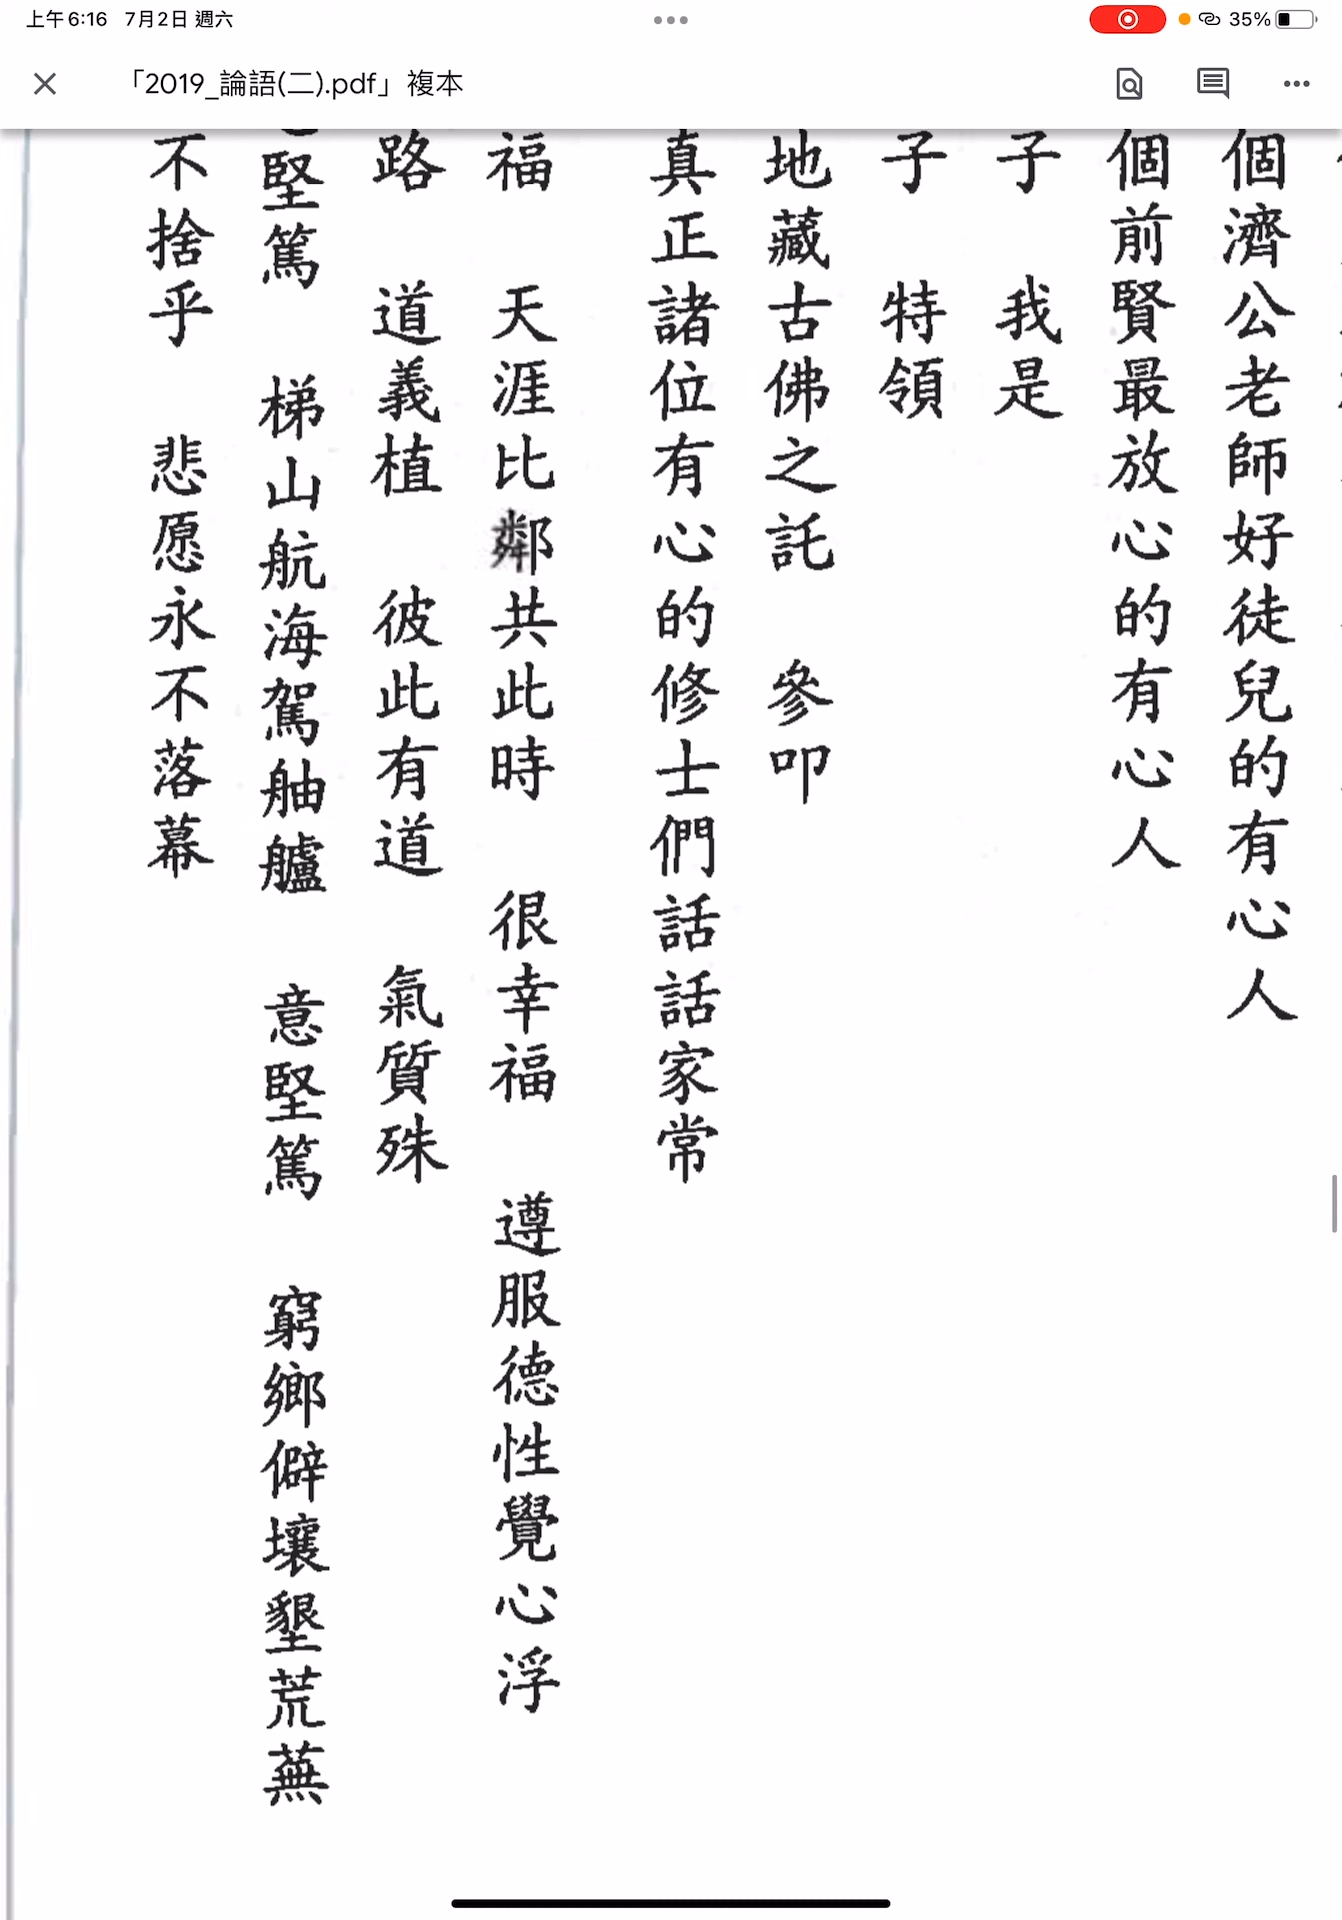 上午6:16 7月2日 週六
35%
「2019_論語(二).pdf」複本
個濟公老師好徒兒的有心人
個前賢最放心的有心人
子 我是
子 特領
地藏古佛之託 參叩
真正諸位有心的修士們話話家常
福 天涯比鄰共此時 很幸福 遵服德性覺心浮
路 道義植 彼此有道 氣質殊
堅篤 梯山航海駕舳艫 意堅篤 窮鄉僻壤墾荒蕪
不捨乎 悲愿永不落幕